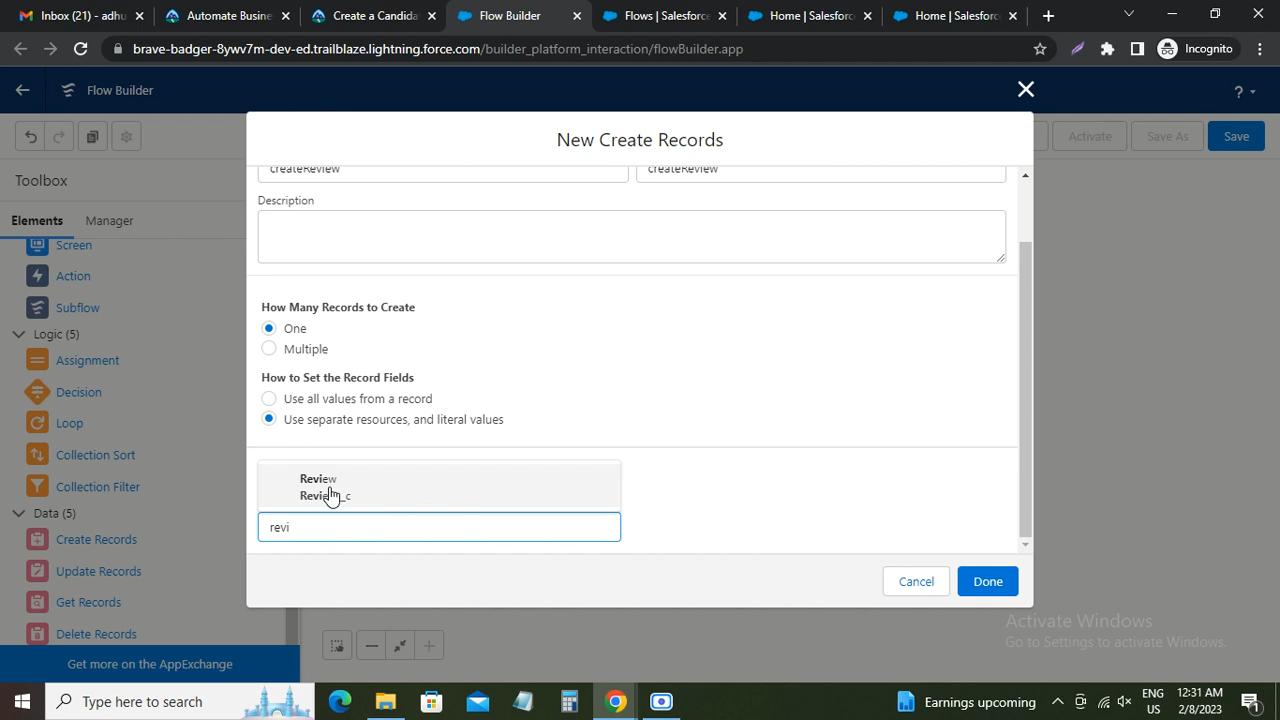 Inbox (21) - adhu
Automate Busine
Create a Candida
Flow Builder
Flows | Salesforce
Home | Salesforc
Home | Salesforc
brave-badger-8ywv7m-dev-ed.trailblaze.lightning.force.com/builder_platform_interaction/flowBuilder.app
Incognito
Flow Builder
?
New Create Records
Activate
Save As
Save
Toolbox
Elements
Manager
Screen
Action
Subflow
Logic (5)
Assignment
Decision
Loop
Collection Sort
Collection Filter
Data (5)
Create Records
Update Records
Get Records
Delete Records
Get more on the AppExchange
createReview
createReview
Description
How Many Records to Create
One
Multiple
How to Set the Record Fields
Use all values from a record
Use separate resources, and literal values
Review
revi
Cancel
Done
Activate Windows
Go to Settings to activate Windows.
Type here to search
Earnings upcoming
ENG
US
12:31 AM
2/8/2023
1